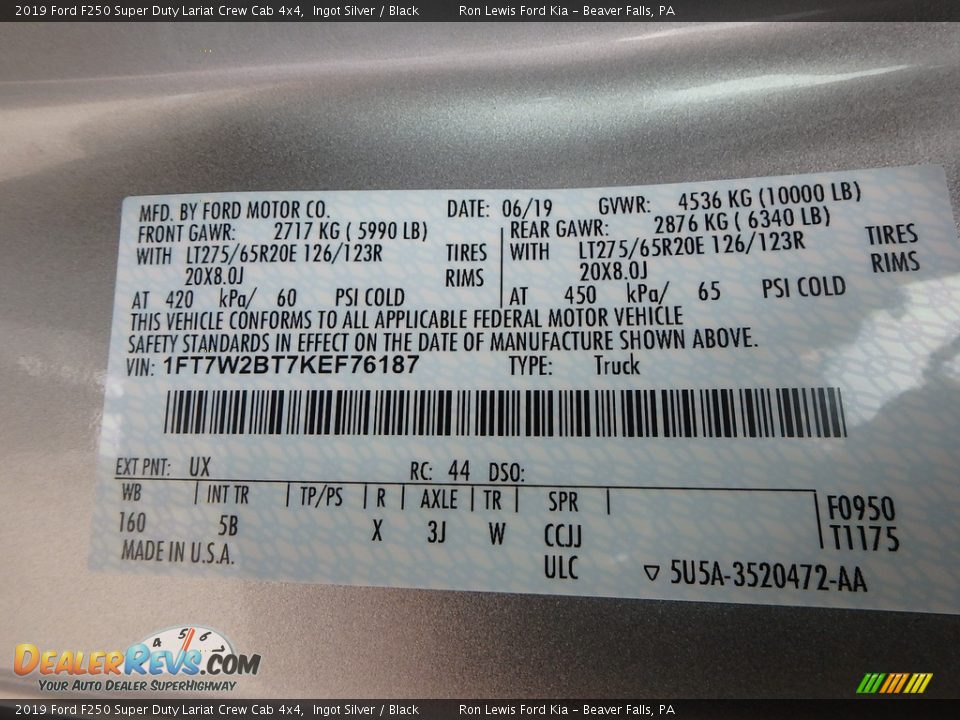 2019 Ford F250 Super Duty Lariat Crew Cab 4x4, Ingot Silver / Black Ron Lewis Ford Kia – Beaver Falls, PA
MFD. BY FORD MOTOR CO. DATE: 06/19 GVWR: 4536 KG (10000 LB)
FRONT GAWR: 2717 KG ( 5990 LB) REAR GAWR: 2876 KG ( 6340 LB)
WITH LT275/65R20E 126/123R TIRES WITH LT275/65R20E 126/123R TIRES
20X8.0J RIMS 20X8.0J RIMS
AT 420 kPa/ 60 PSI COLD AT 450 kPa/ 65 PSI COLD
THIS VEHICLE CONFORMS TO ALL APPLICABLE FEDERAL MOTOR VEHICLE
SAFETY STANDARDS IN EFFECT ON THE DATE OF MANUFACTURE SHOWN ABOVE.
VIN: 1FT7W2BT7KEF76187 TYPE: Truck
EXT PNT: UX RC: 44 DSO:
WB INT TR TP/PS R AXLE TR SPR F0950
160 5B X 3J W CCJJ T1175
MADE IN U.S.A. ULC 5U5A-3520472-AA
4 5 6 7
DEALERREVS.COM
YOUR AUTO DEALER SUPERHIGHWAY
2019 Ford F250 Super Duty Lariat Crew Cab 4x4, Ingot Silver / Black Ron Lewis Ford Kia – Beaver Falls, PA